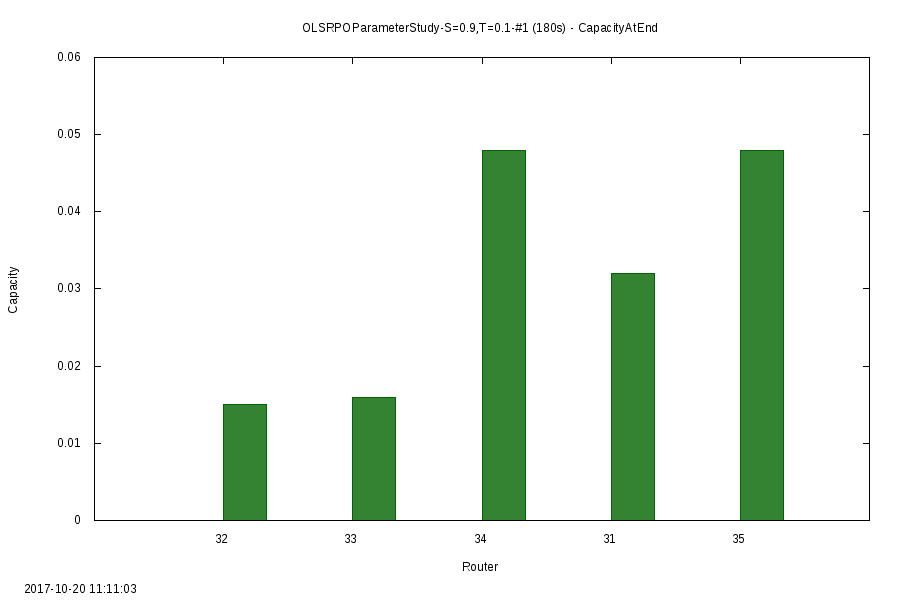 OLSRPOParameterStudy-S=0.9,T=0.1-#1 (180s) - CapacityAtEnd
0.06
0.05
0.04
0.03
0.02
0.01
0
Capacity
32 33 34 31 35
Router
2017-10-20 11:11:03